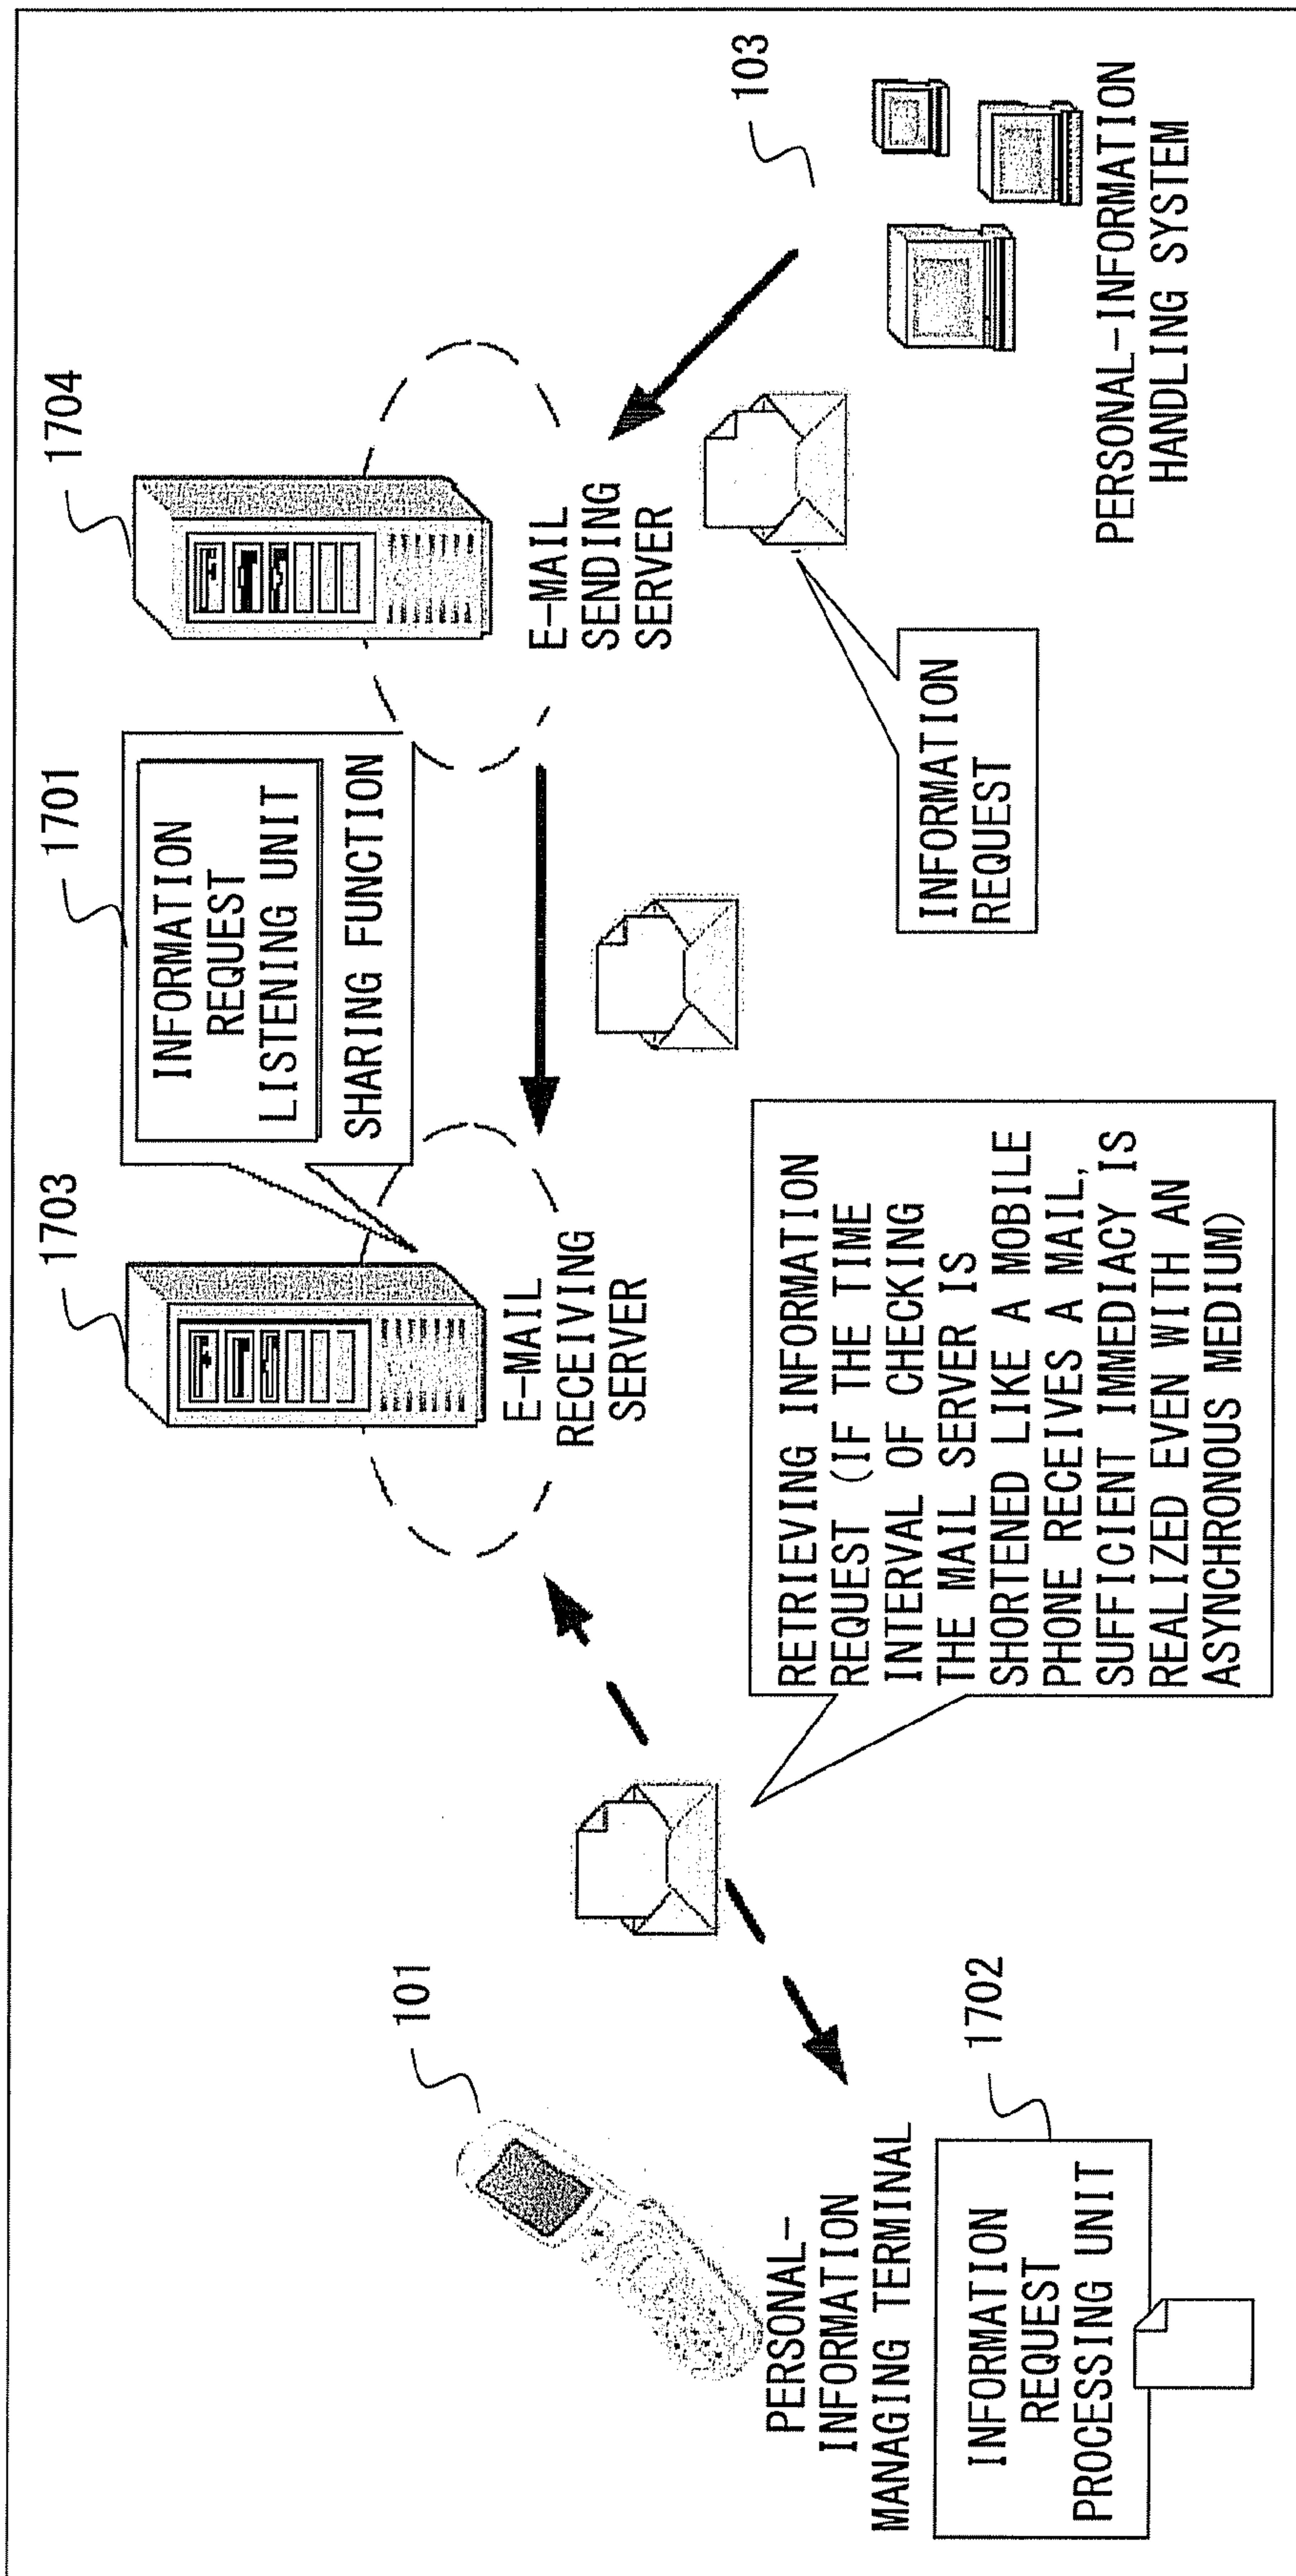 1703
1701
INFORMATION
REQUEST
LISTENING UNIT
SHARING FUNCTION
1704
E-MAIL
RECEIVING
SERVER
E-MAIL
SENDING
SERVER
101
PERSONAL-
INFORMATION
MANAGING TERMINAL
1702
INFORMATION
REQUEST
PROCESSING UNIT
RETRIEVING INFORMATION
REQUEST (IF THE TIME
INTERVAL OF CHECKING
THE MAIL SERVER IS
SHORTENED LIKE A MOBILE
PHONE RECEIVES A MAIL,
SUFFICIENT IMMEDIACY IS
REALIZED EVEN WITH AN
ASYNCHRONOUS MEDIUM)
INFORMATION
REQUEST
103
PERSONAL-INFORMATION
HANDLING SYSTEM